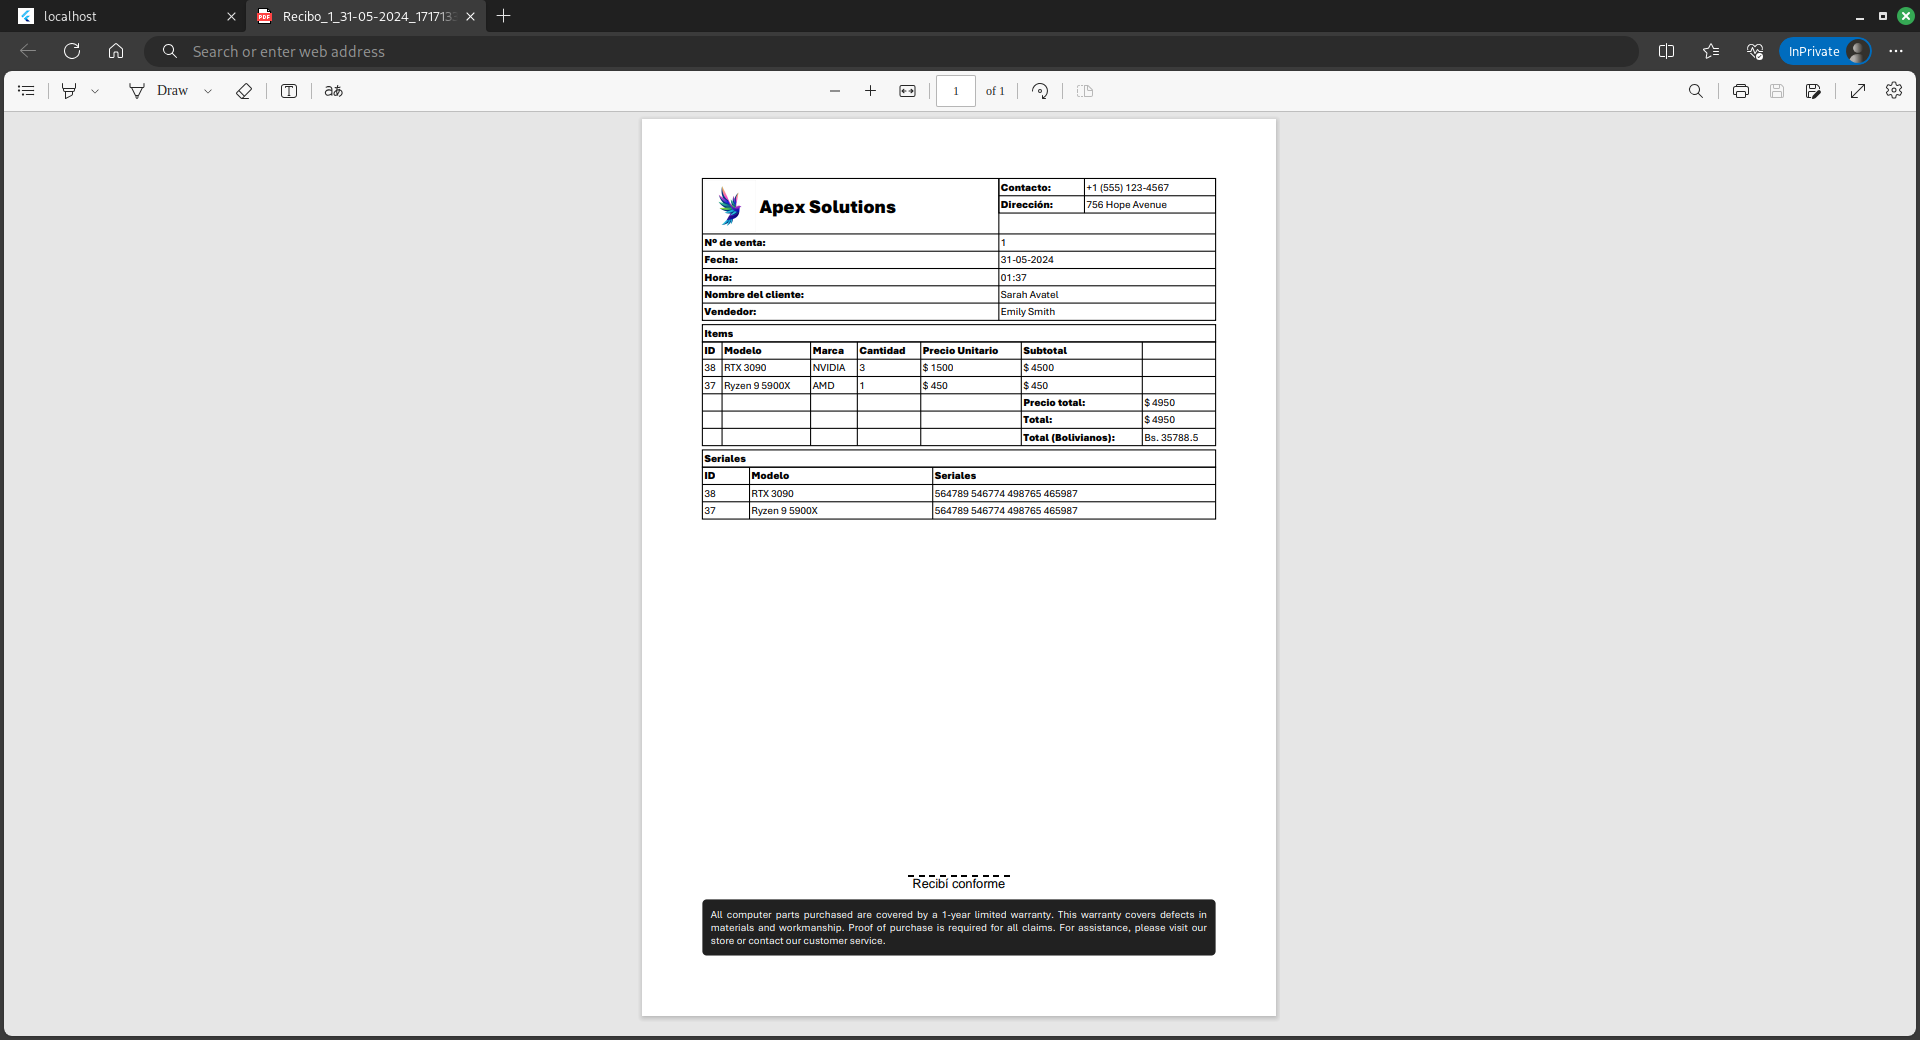 localhost
Recibo_1_31-05-2024_171713
Search or enter web address
InPrivate
Draw
aあ
1 of 1
Apex Solutions
Contacto: +1 (555) 123-4567
Dirección: 756 Hope Avenue
Nº de venta: 1
Fecha: 31-05-2024
Hora: 01:37
Nombre del cliente: Sarah Avatel
Vendedor: Emily Smith
Items
ID Modelo Marca Cantidad Precio Unitario Subtotal
38 RTX 3090 NVIDIA 3 $ 1500 $ 4500
37 Ryzen 9 5900X AMD 1 $ 450 $ 450
Precio total: $ 4950
Total: $ 4950
Total (Bolivianos): Bs. 35788.5
Seriales
ID Modelo Seriales
38 RTX 3090 564789 546774 498765 465987
37 Ryzen 9 5900X 564789 546774 498765 465987
Recibí conforme
All computer parts purchased are covered by a 1-year limited warranty. This warranty covers defects in
materials and workmanship. Proof of purchase is required for all claims. For assistance, please visit our
store or contact our customer service.